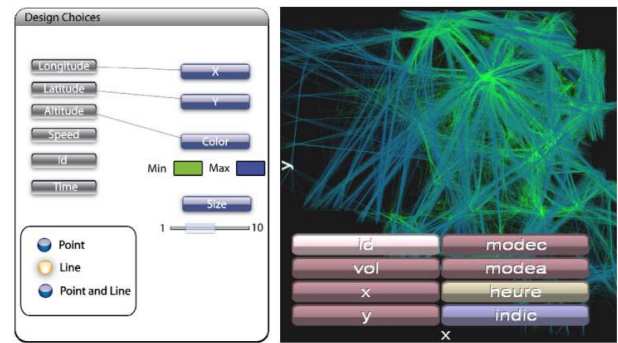 Design Choices
Longitude
X
Latitude
Y
Altitude
Color
Speed
Min Max
Id
Time
Size
1 10
Point
Line
Point and Line
y
id modec
vol modea
x heure
y indic
x